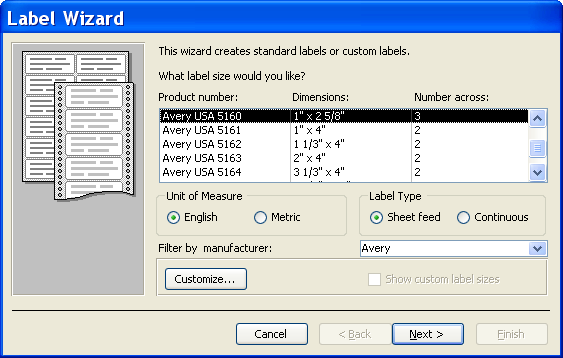 Label Wizard
This wizard creates standard labels or custom labels.
What label size would you like?
Product number: Dimensions: Number across:
Avery USA 5160 1" x 2 5/8" 3
Avery USA 5161 1" x 4" 2
Avery USA 5162 1 1/3" x 4" 2
Avery USA 5163 2" x 4" 2
Avery USA 5164 3 1/3" x 4" 2
Unit of Measure Label Type
English Metric Sheet feed Continuous
Filter by manufacturer: Avery
Customize... Show custom label sizes
Cancel < Back Next > Finish